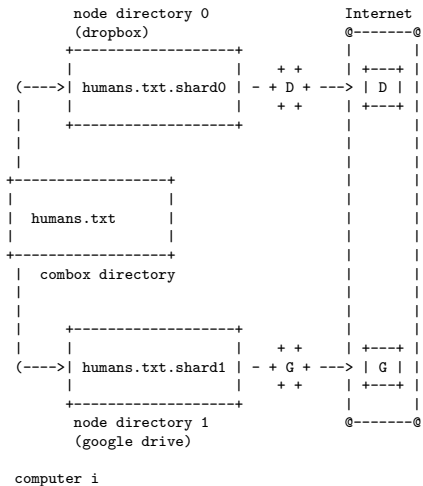 node directory 0 Internet
(dropbox) @-------@
+--------------------+ | |
| | + + | +---+ |
(---->| humans.txt.shard0 | - + D + ---> | D | |
| | | + + | +---+ |
| +--------------------+ | |
| | |
| | |
+-------------------+ | |
| | | |
| humans.txt | | |
| | | |
+-------------------+ | |
| combox directory | |
| | |
| | |
| +--------------------+ | |
| | | + + | +---+ |
(---->| humans.txt.shard1 | - + G + ---> | G | |
| | + + | +---+ |
+--------------------+ | |
node directory 1 @-------@
(google drive)
computer i